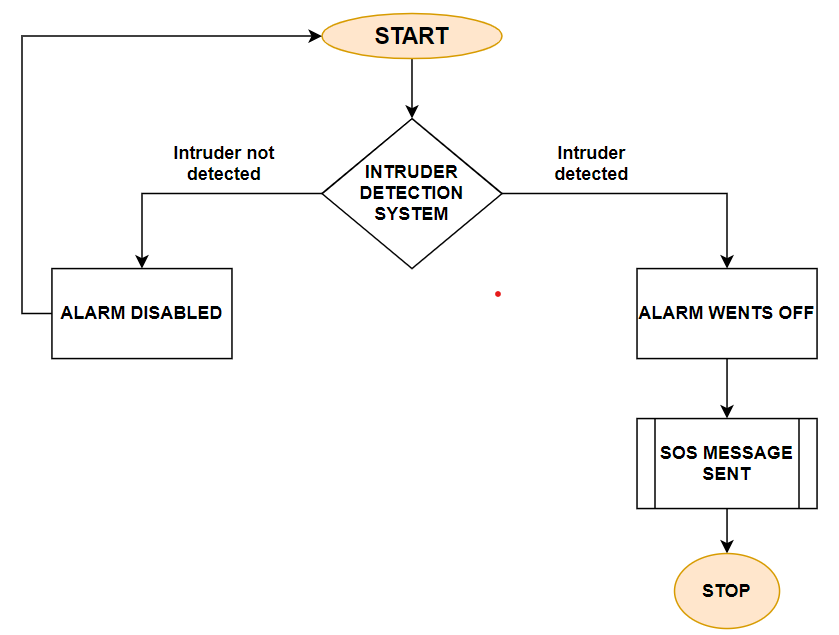 START
Intruder not
detected
Intruder
detected
INTRUDER
DETECTION
SYSTEM
ALARM DISABLED
ALARM WENTS OFF
SOS MESSAGE
SENT
STOP